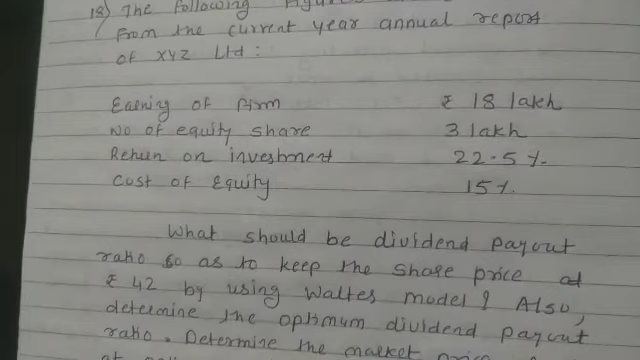 18) The following
from the current year annual report
of XYZ Ltd :
Earning of firm ₹ 18 lakh
No of equity share 3 lakh
Return on investment 22.5 %.
Cost of Equity 15 %.
What should be dividend payout
ratio so as to keep the share price at
₹ 42 by using Walter model ? Also,
determine the optimum dividend payout
ratio. Determine the market
at